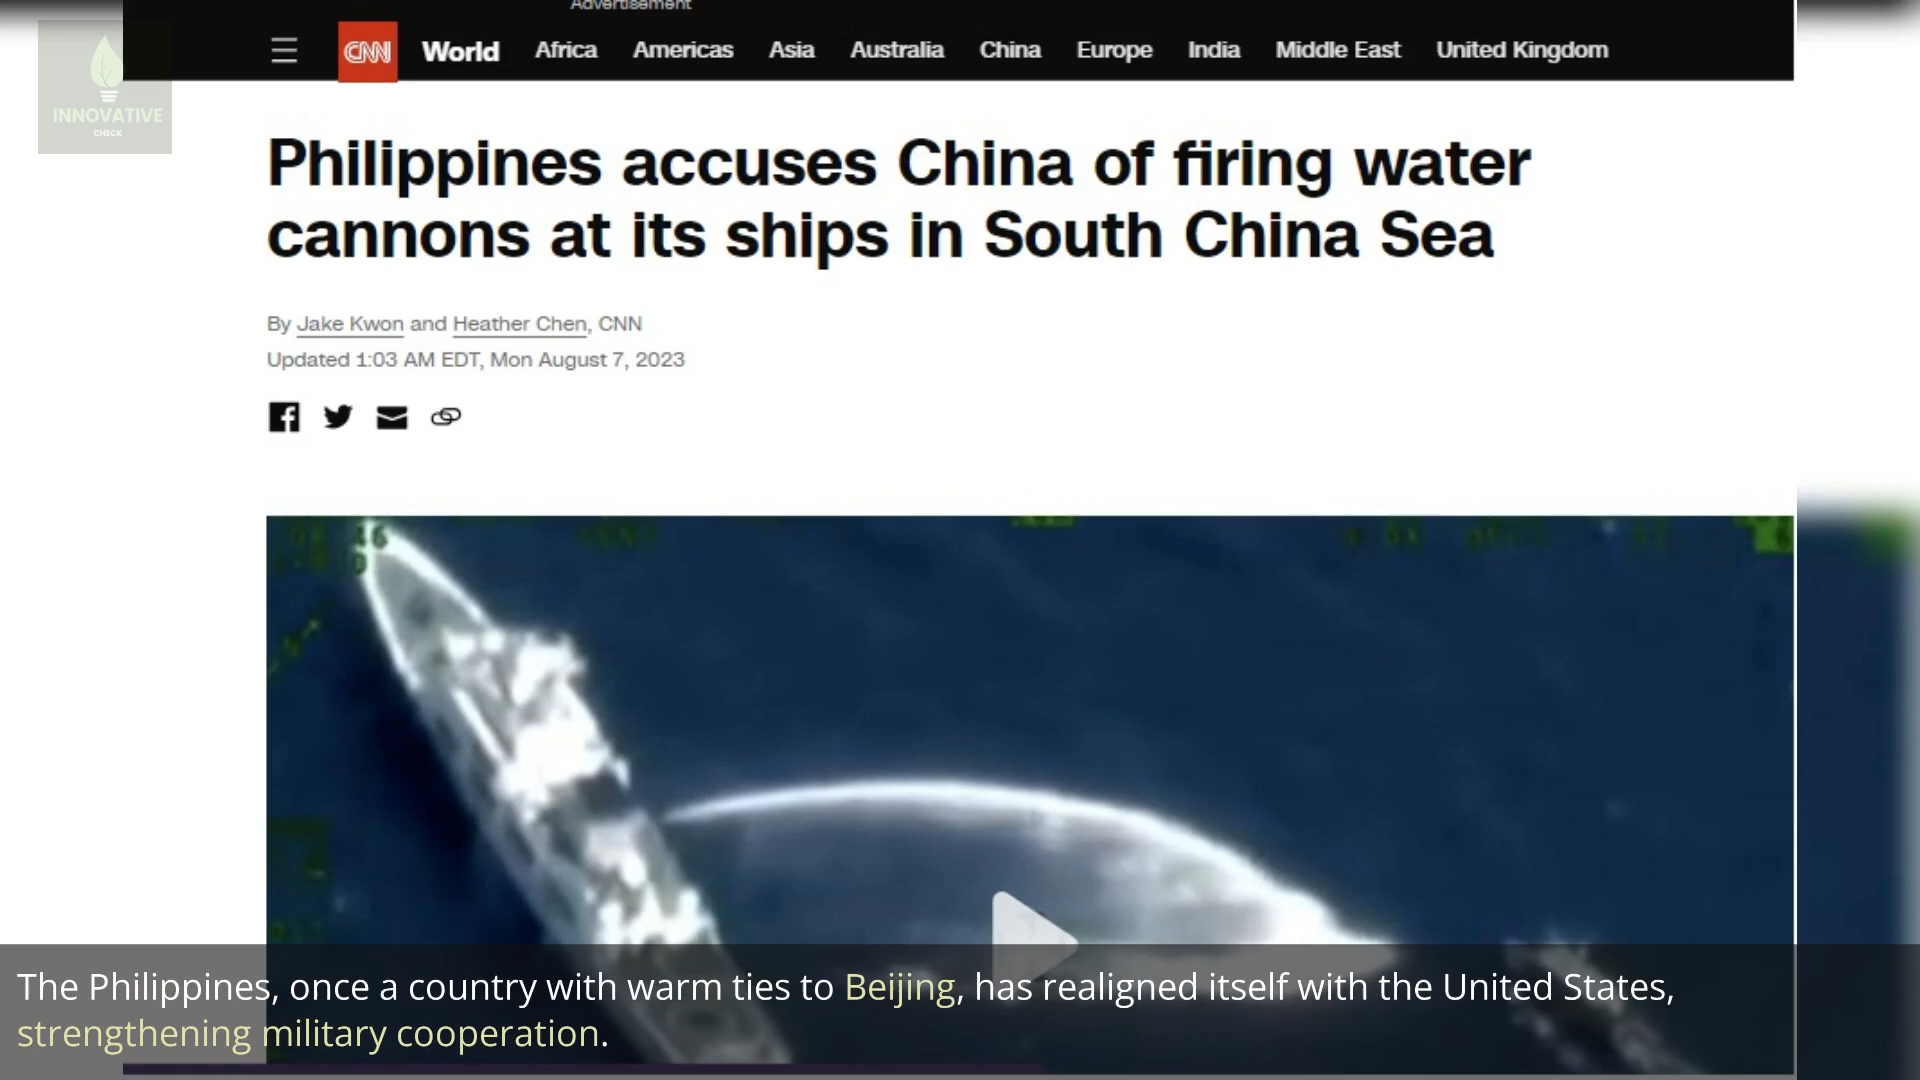 Advertisement
CNN World Africa Americas Asia Australia China Europe India Middle East United Kingdom
INNOVATIVE
CHECK
Philippines accuses China of firing water
cannons at its ships in South China Sea
By Jake Kwon and Heather Chen, CNN
Updated 1:03 AM EDT, Mon August 7, 2023
The Philippines, once a country with warm ties to Beijing, has realigned itself with the United States,
strengthening military cooperation.